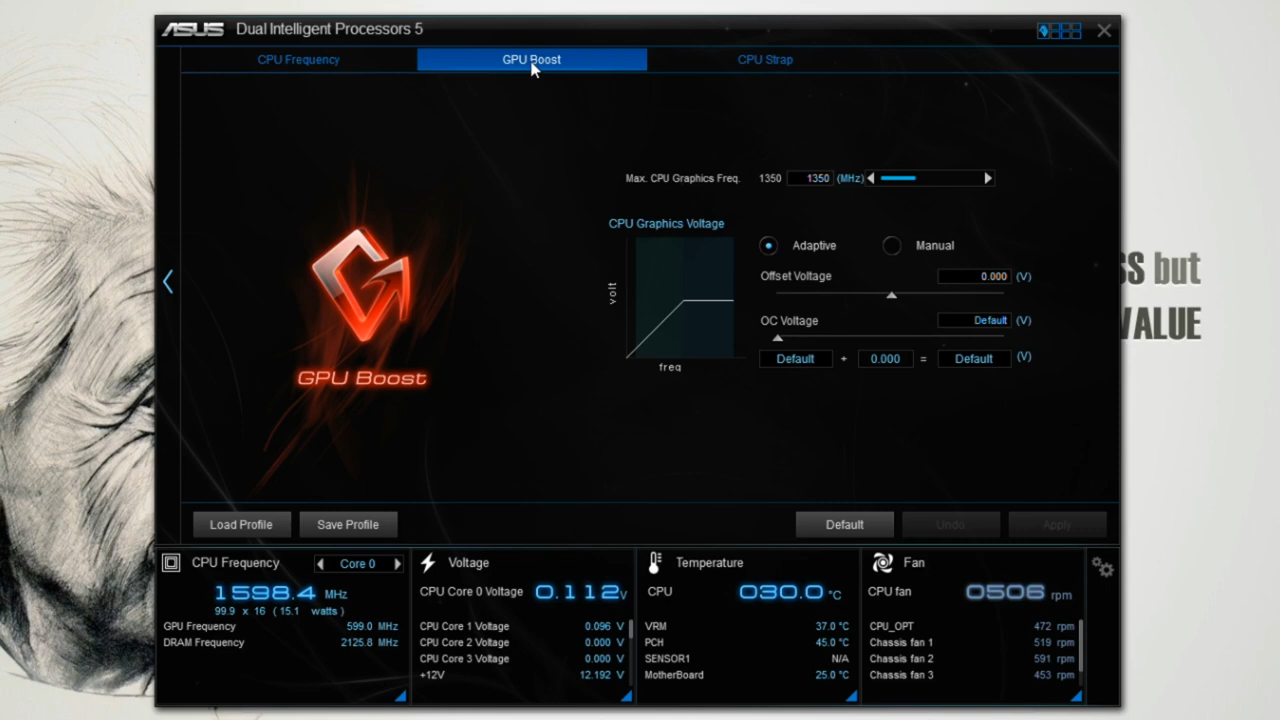 ASUS Dual Intelligent Processors 5
CPU Frequency GPU Boost CPU Strap
Max. CPU Graphics Freq. 1350 1350 (MHz)
CPU Graphics Voltage
Adaptive Manual
Offset Voltage 0.000 (V)
OC Voltage Default (V)
Default + 0.000 = Default (V)
volt
freq
GPU Boost
SS but
VALUE
Load Profile Save Profile Default Undo Apply
CPU Frequency Core 0
1598.4 MHz
99.9 x 16 (15.1 watts)
GPU Frequency 599.0 MHz
DRAM Frequency 2125.8 MHz
Voltage
CPU Core 0 Voltage 0.112 V
CPU Core 1 Voltage 0.096 V
CPU Core 2 Voltage 0.000 V
CPU Core 3 Voltage 0.000 V
+12V 12.192 V
Temperature
CPU 030.0 °C
VRM 37.0 °C
PCH 45.0 °C
SENSOR1 N/A
MotherBoard 25.0 °C
Fan
CPU fan 0506 rpm
CPU_OPT 472 rpm
Chassis fan 1 519 rpm
Chassis fan 2 591 rpm
Chassis fan 3 453 rpm